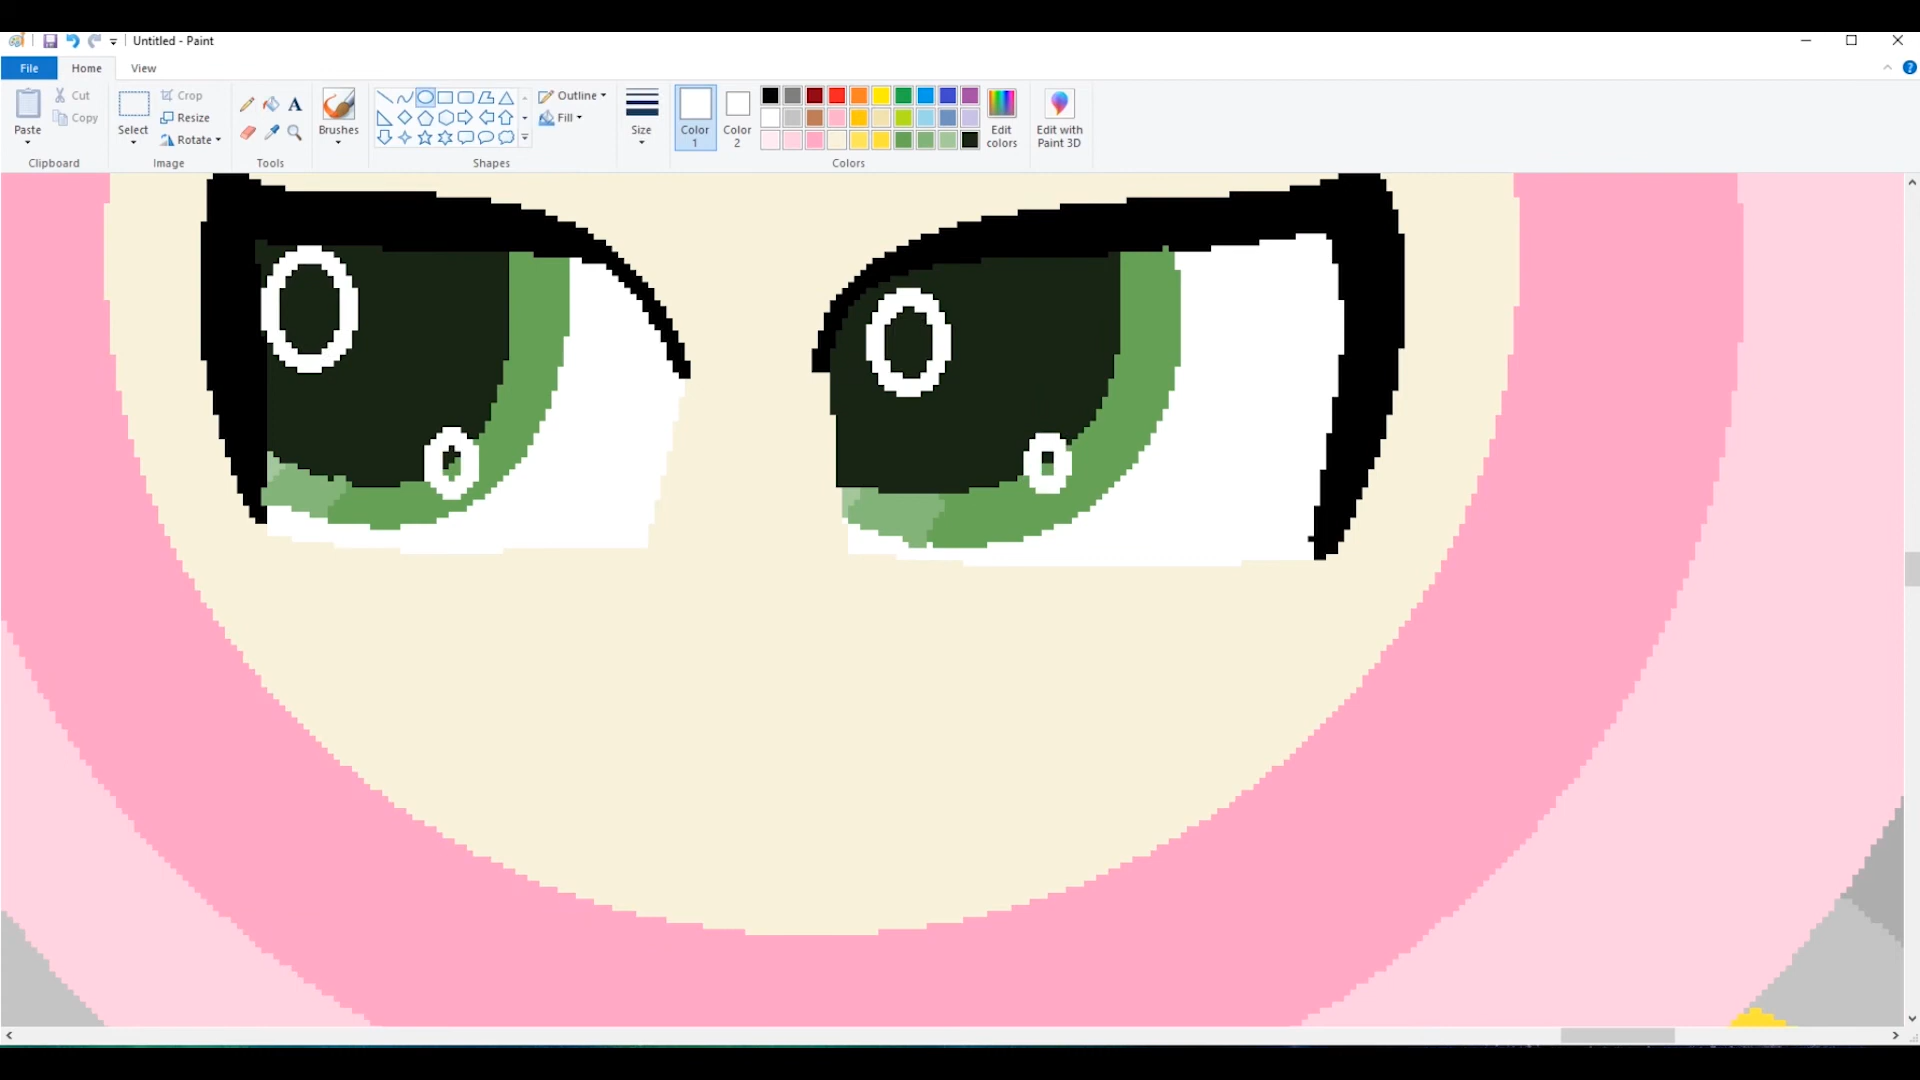 Untitled - Paint
File Home View
Paste
Cut
Copy
Clipboard
Select
Crop
Resize
Rotate
Image
A
Tools
Brushes
Shapes
Outline
Fill
Size
Color 1
Color 2
Colors
Edit colors
Edit with Paint 3D
?